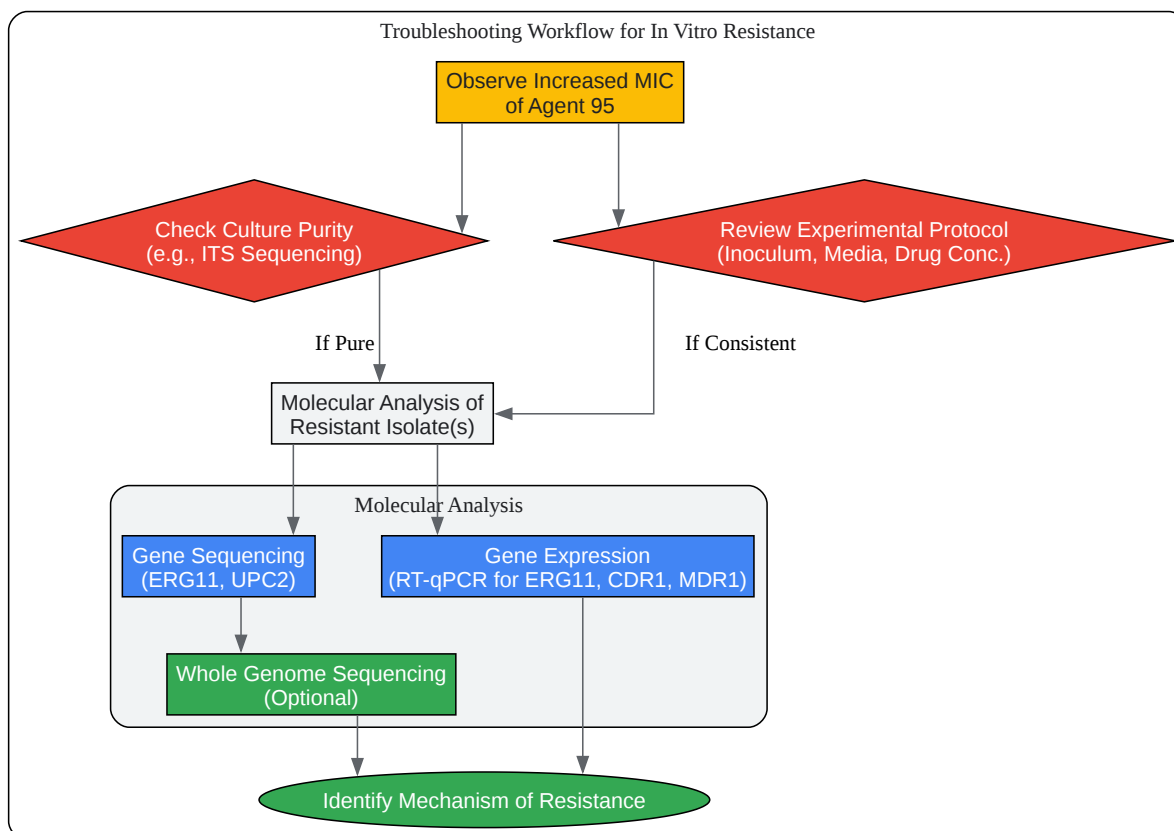 Troubleshooting Workflow for In Vitro Resistance
Observe Increased MIC
of Agent 95
Check Culture Purity
(e.g., ITS Sequencing)
Review Experimental Protocol
(Inoculum, Media, Drug Conc.)
If Pure
If Consistent
Molecular Analysis of
Resistant Isolate(s)
Molecular Analysis
Gene Sequencing
(ERG11, UPC2)
Gene Expression
(RT-qPCR for ERG11, CDR1, MDR1)
Whole Genome Sequencing
(Optional)
Identify Mechanism of Resistance